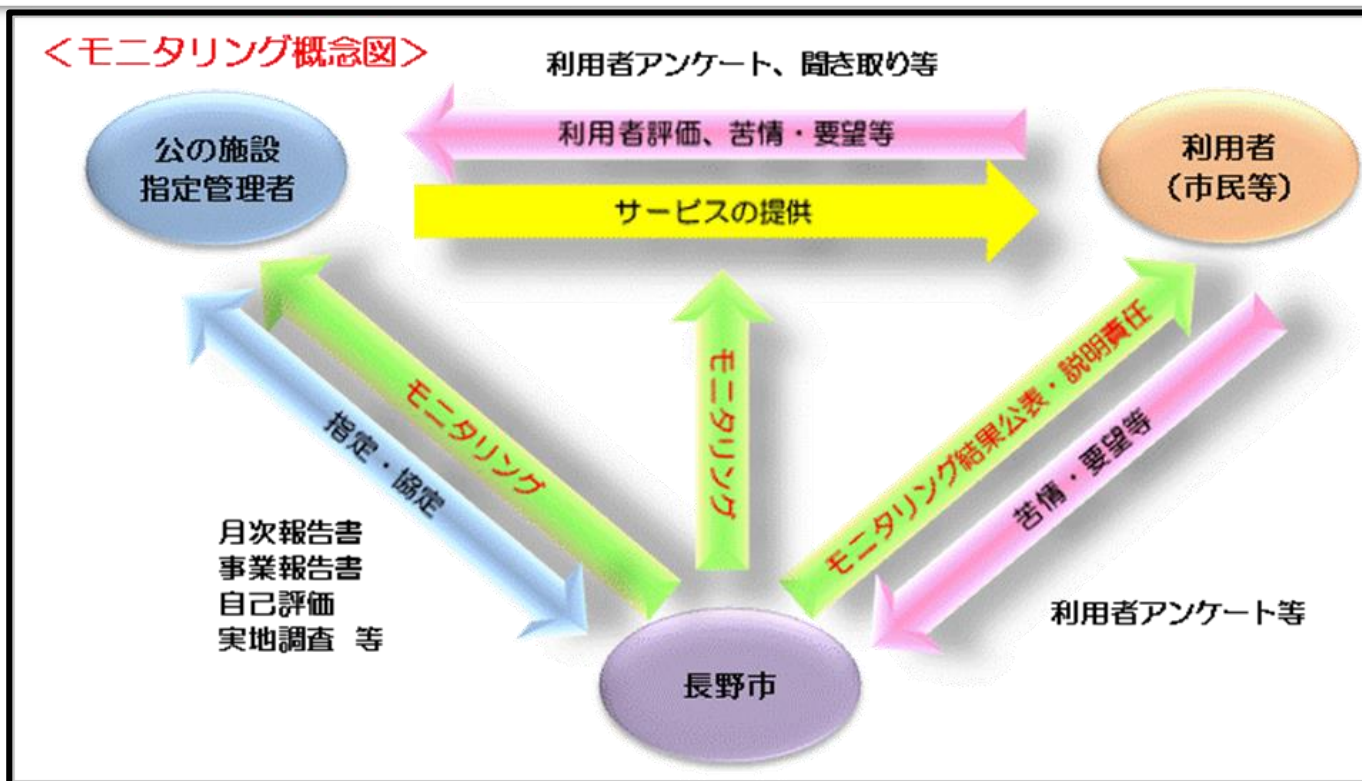 ＜モニタリング概念図＞
利用者アンケート、聞き取り等
公の施設
指定管理者
利用者評価、苦情・要望等
利用者
（市民等）
サービスの提供
モニタリング
指定・協定
モニタリング
モニタリング結果公表・説明責任
苦情・要望等
月次報告書
事業報告書
自己評価
実地調査 等
利用者アンケート等
長野市